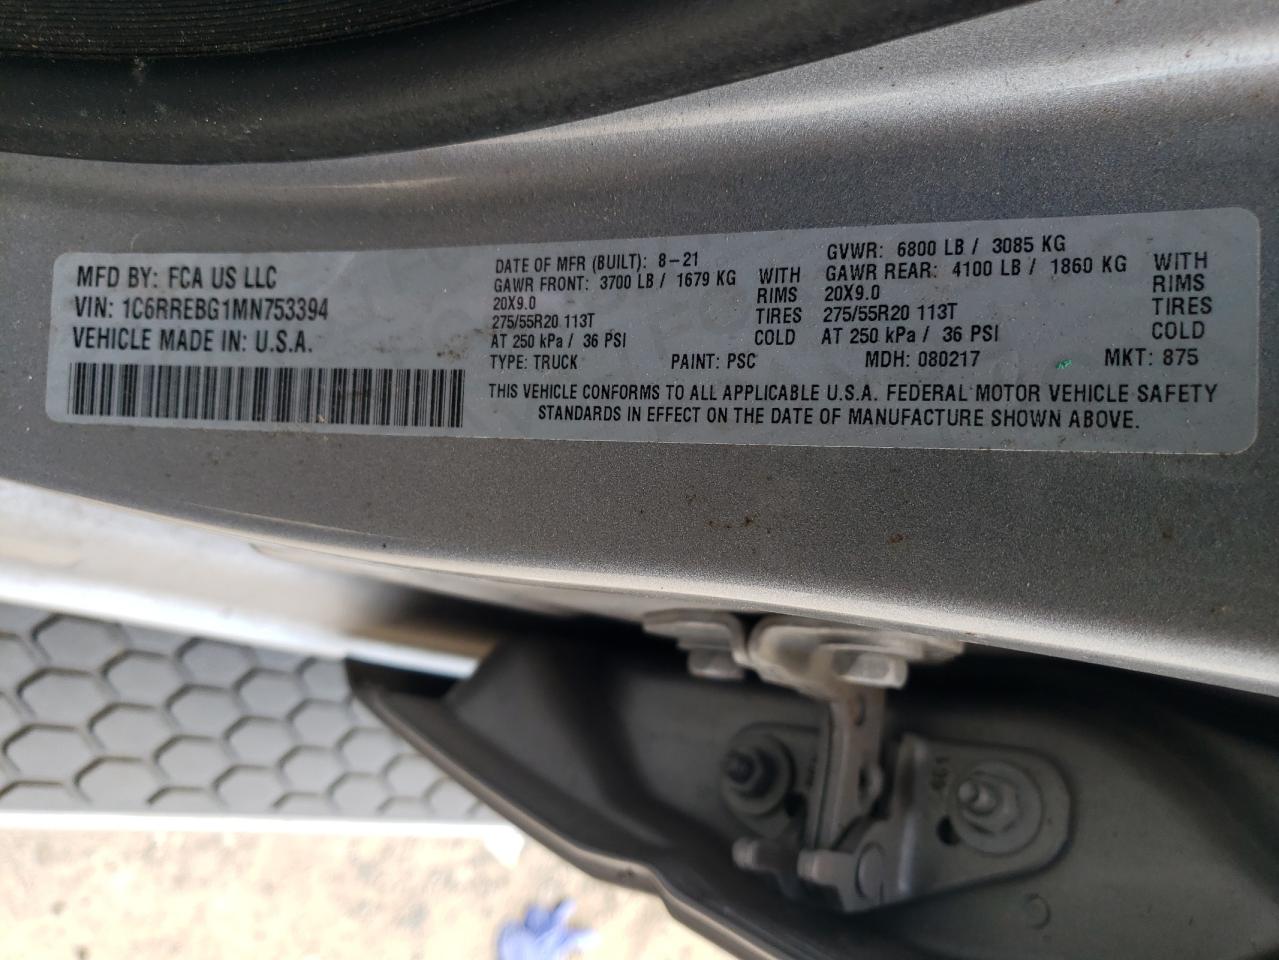 MFD BY: FCA US LLC
VIN: 1C6RREBG1MN753394
VEHICLE MADE IN: U.S.A.
DATE OF MFR (BUILT): 8-21
GAWR FRONT: 3700 LB / 1679 KG WITH
20X9.0 RIMS
275/55R20 113T TIRES
AT 250 kPa / 36 PSI COLD
GVWR: 6800 LB / 3085 KG
GAWR REAR: 4100 LB / 1860 KG WITH
20X9.0 RIMS
275/55R20 113T TIRES
AT 250 kPa / 36 PSI COLD
TYPE: TRUCK PAINT: PSC MDH: 080217 MKT: 875
THIS VEHICLE CONFORMS TO ALL APPLICABLE U.S.A. FEDERAL MOTOR VEHICLE SAFETY
STANDARDS IN EFFECT ON THE DATE OF MANUFACTURE SHOWN ABOVE.